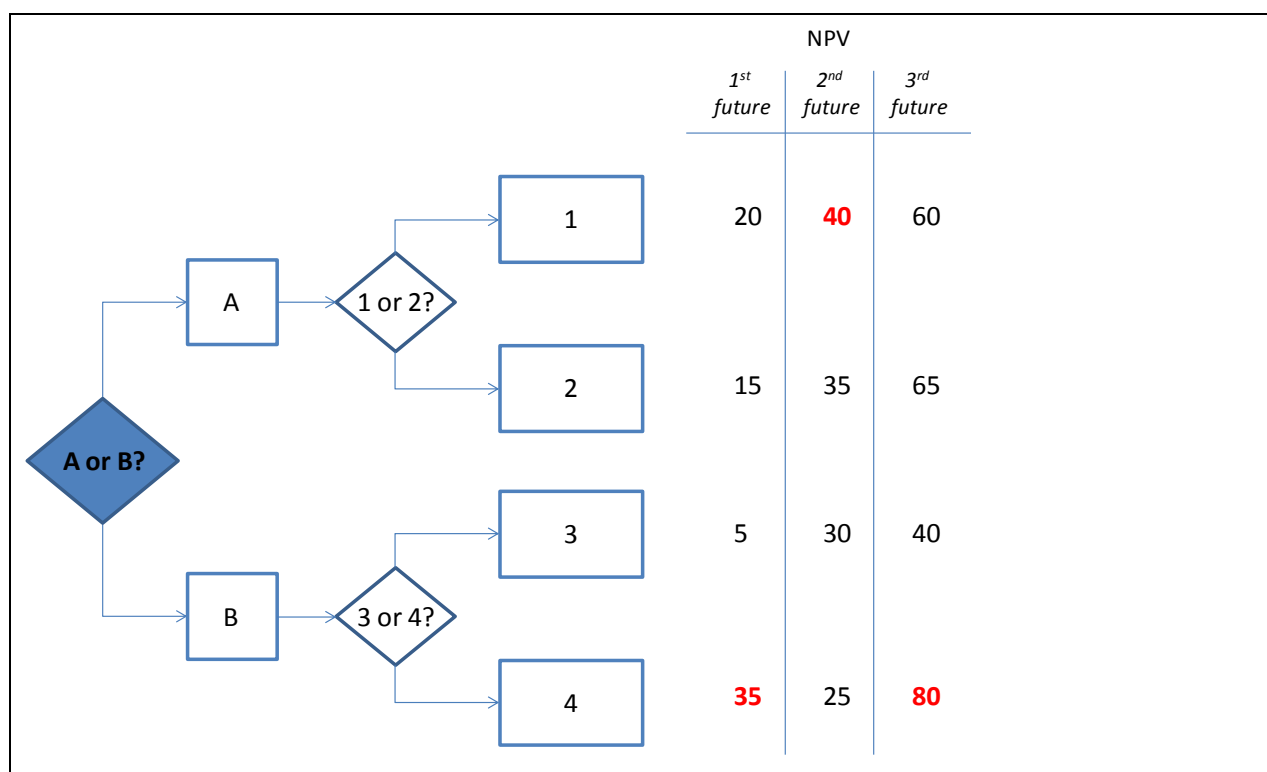 NPV
1st future 2nd future 3rd future
1 20 40 60
A 1 or 2?
2 15 35 65
A or B?
3 5 30 40
B 3 or 4?
4 35 25 80